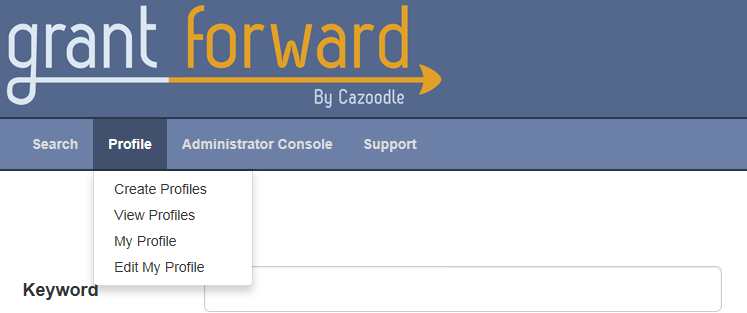 grant forward
By Cazoodle
Search Profile Administrator Console Support
Create Profiles
View Profiles
My Profile
Edit My Profile
Keyword